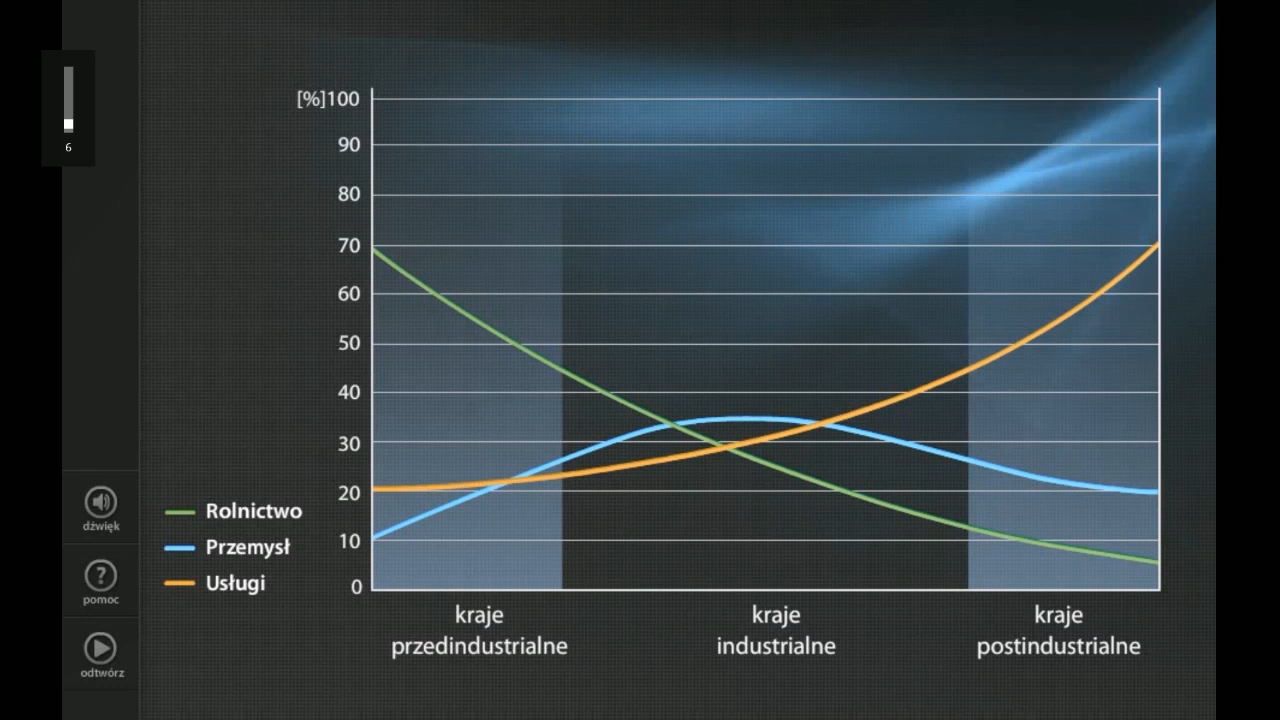 6
[%]100
90
80
70
60
50
40
30
20
10
0
Rolnictwo
Przemysł
Usługi
kraje
przedindustrialne
kraje
industrialne
kraje
postindustrialne
dźwięk
pomoc
odtwórz